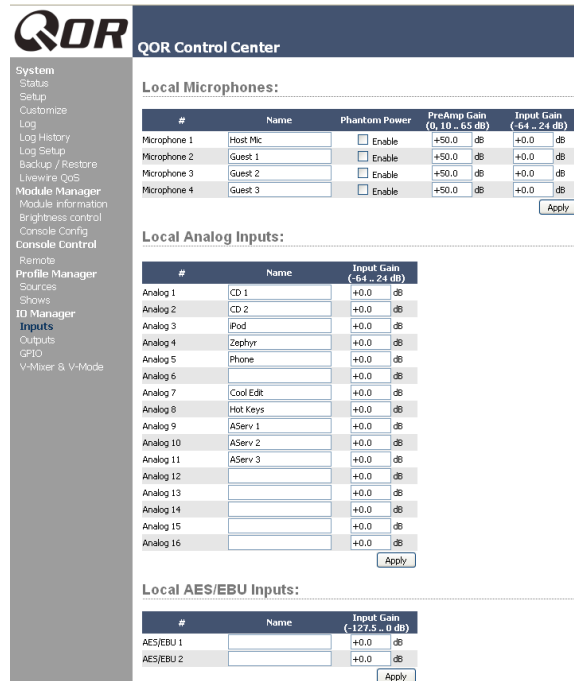 QOR
QOR Control Center
System
Status
Setup
Customize
Log
Log History
Log Setup
Backup / Restore
Livewire QoS
Module Manager
Module information
Brightness control
Console Config
Console Control
Remote
Profile Manager
Sources
Shows
IO Manager
Inputs
Outputs
GPIO
V-Mixer & V-Mode
Local Microphones:
# Name Phantom Power PreAmp Gain (0, 10 .. 65 dB) Input Gain (-64 .. 24 dB)
Microphone 1 Host Mic Enable +50.0 dB +0.0 dB
Microphone 2 Guest 1 Enable +50.0 dB +0.0 dB
Microphone 3 Guest 2 Enable +50.0 dB +0.0 dB
Microphone 4 Guest 3 Enable +50.0 dB +0.0 dB
Apply
Local Analog Inputs:
# Name Input Gain (-64 .. 24 dB)
Analog 1 CD 1 +0.0 dB
Analog 2 CD 2 +0.0 dB
Analog 3 iPod +0.0 dB
Analog 4 Zephyr +0.0 dB
Analog 5 Phone +0.0 dB
Analog 6 +0.0 dB
Analog 7 Cool Edit +0.0 dB
Analog 8 Hot Keys +0.0 dB
Analog 9 AServ 1 +0.0 dB
Analog 10 AServ 2 +0.0 dB
Analog 11 AServ 3 +0.0 dB
Analog 12 +0.0 dB
Analog 13 +0.0 dB
Analog 14 +0.0 dB
Analog 15 +0.0 dB
Analog 16 +0.0 dB
Apply
Local AES/EBU Inputs:
# Name Input Gain (-127.5 .. 0 dB)
AES/EBU 1 +0.0 dB
AES/EBU 2 +0.0 dB
Apply